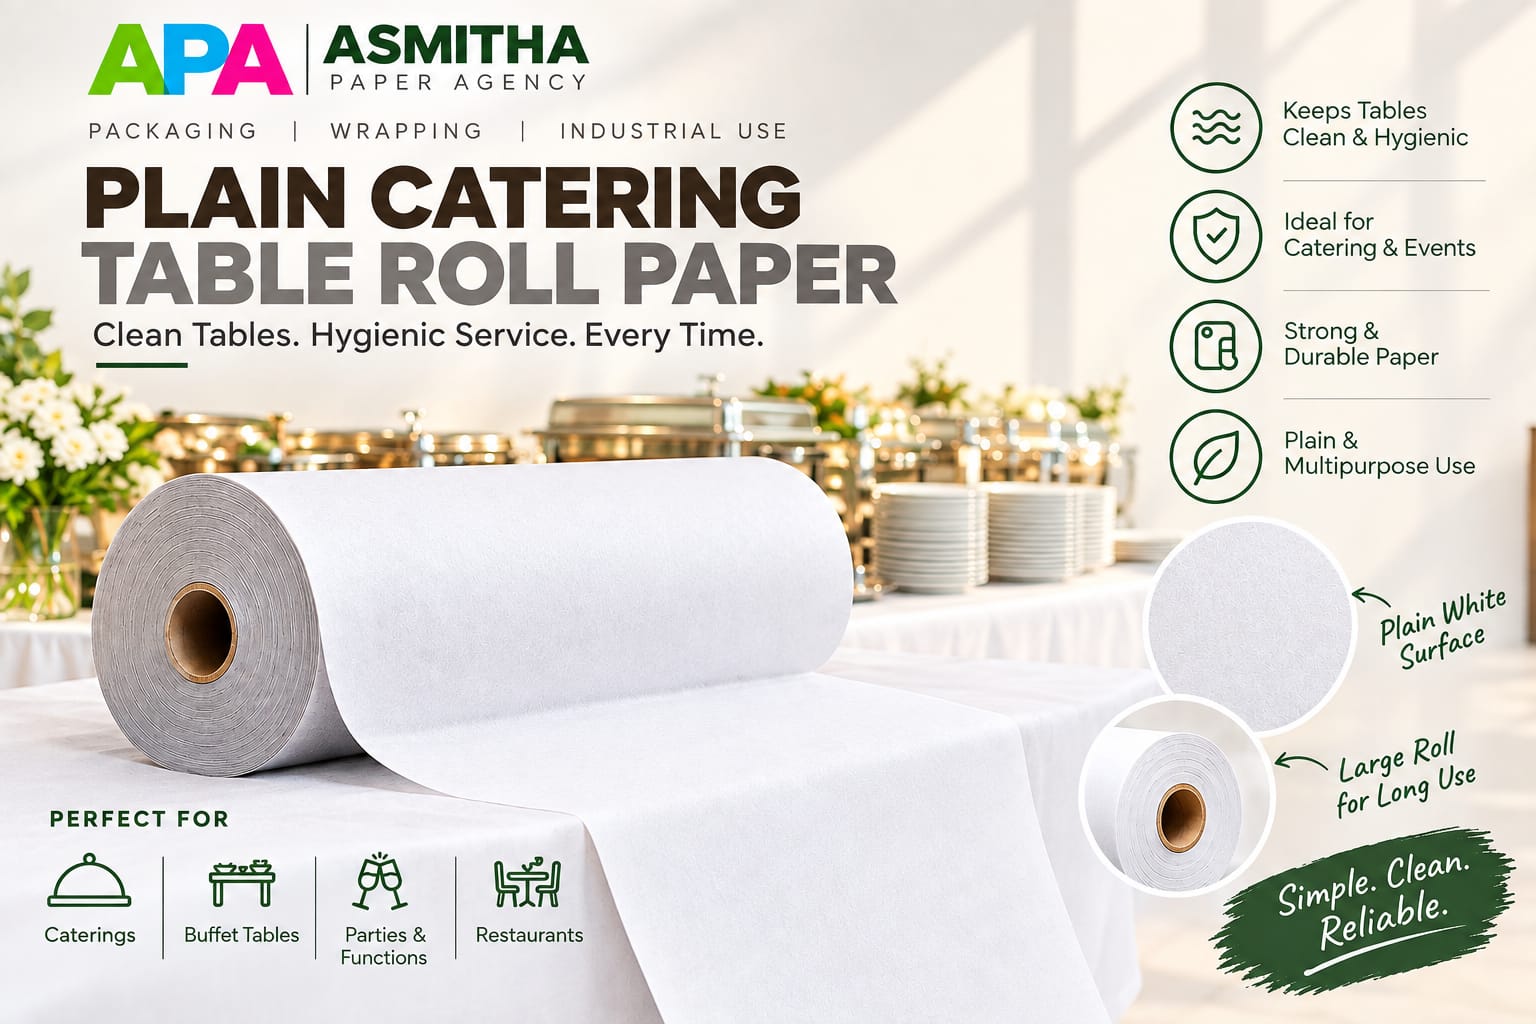 APA | ASMITHA
PAPER AGENCY
PACKAGING | WRAPPING | INDUSTRIAL USE
PLAIN CATERING
TABLE ROLL PAPER
Clean Tables. Hygienic Service. Every Time.
Keeps Tables
Clean & Hygienic
Ideal for
Catering & Events
Strong &
Durable Paper
Plain &
Multipurpose Use
Plain White
Surface
Large Roll
for Long Use
Simple. Clean.
Reliable.
PERFECT FOR
Caterings
Buffet Tables
Parties &
Functions
Restaurants